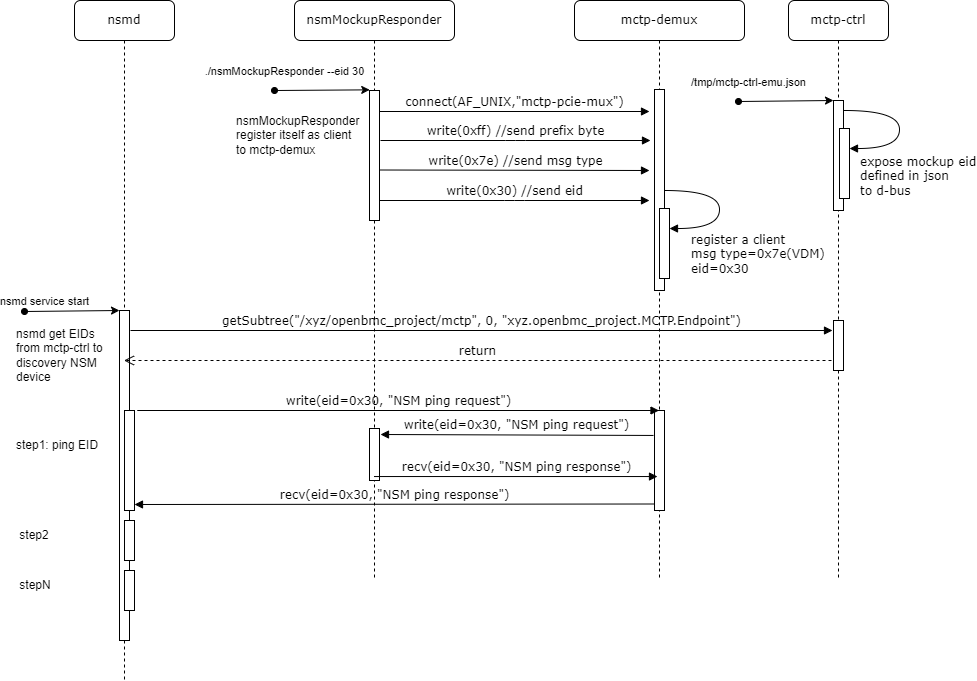 nsmd
nsmMockupResponder
mctp-demux
mctp-ctrl
./nsmMockupResponder --eid 30
/tmp/mctp-ctrl-emu.json
connect(AF_UNIX,"mctp-pcie-mux")
nsmMockupResponder
register itself as client
to mctp-demux
write(0xff) //send prefix byte
write(0x7e) //send msg type
write(0x30) //send eid
expose mockup eid
defined in json
to d-bus
register a client
msg type=0x7e(VDM)
eid=0x30
nsmd service start
getSubtree("/xyz/openbmc_project/mctp", 0, "xyz.openbmc_project.MCTP.Endpoint")
nsmd get EIDs
from mctp-ctrl to
discovery NSM
device
return
write(eid=0x30, "NSM ping request")
write(eid=0x30, "NSM ping request")
step1: ping EID
recv(eid=0x30, "NSM ping response")
recv(eid=0x30, "NSM ping response")
step2
stepN